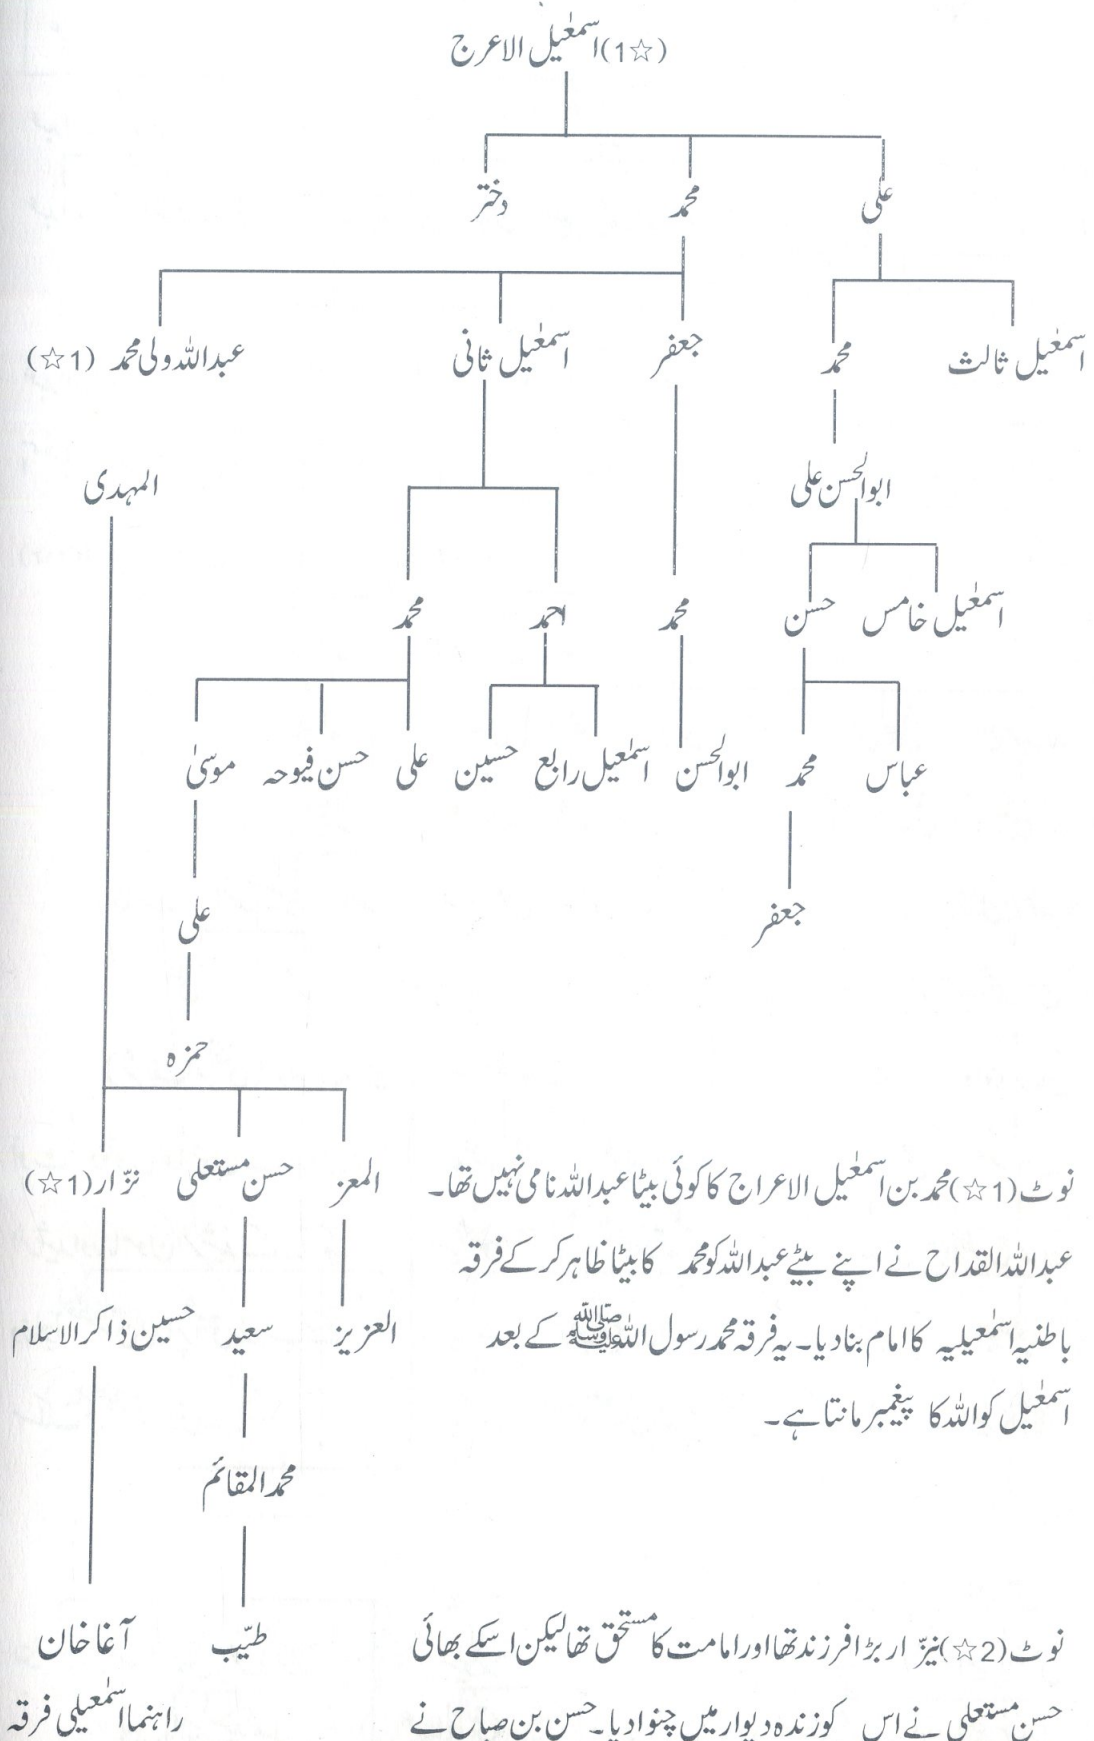 (☆1)اسمٰعیل الاعرج
علی
محمد
دختر
اسمٰعیل ثالث
محمد
جعفر
اسمٰعیل ثانی
عبداللہ ولی محمد (☆1)
ابوالحسن علی
المہدی
اسمٰعیل خامس
حسن
محمد
احمد
محمد
عباس
محمد
ابوالحسن
اسمٰعیل رابع
حسین
علی
حسن فیوحہ
موسیٰ
جعفر
علی
حمزہ
المعز
حسن مستعلی
نزّار(☆1)
العزیز
سعید
حسین ذاکرالاسلام
محمد المقائم
طیّب
آغاخان
راہنما اسمٰعیلی فرقہ
نوٹ(☆1)محمد بن اسمٰعیل الاعراج کا کوئی بیٹا عبداللہ نامی نہیں تھا۔
عبداللہ القداح نے اپنے بیٹے عبداللہ کو محمد کا بیٹا ظاہر کر کے فرقہ
باطنیہ اسمٰعیلیہ کا امام بنا دیا۔ یہ فرقہ محمد رسول اللہ ﷺ کے بعد
اسمٰعیل کو اللہ کا پیغمبر مانتا ہے۔
نوٹ(☆2)نیزّ ار بڑا فرزند تھا اور امامت کا مستحق تھا لیکن اسکے بھائی
حسن مستعلی نے اس کو زندہ دیوار میں چنوا دیا۔ حسن بن صباح نے